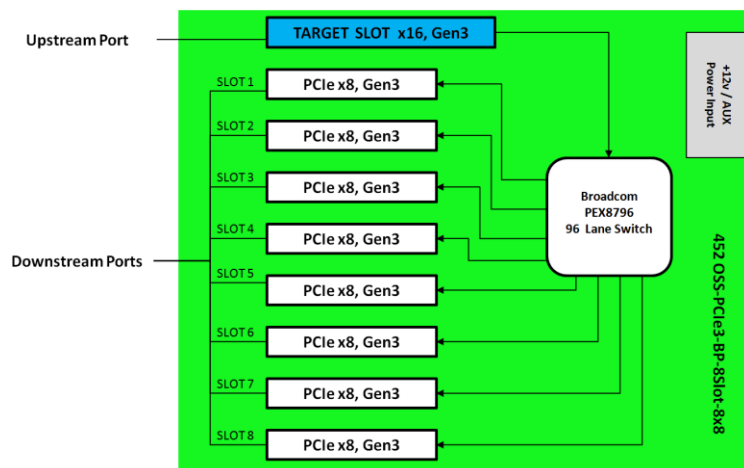 Upstream Port
TARGET SLOT x16, Gen3
+12v / AUX
Power Input
SLOT 1
PCIe x8, Gen3
SLOT 2
PCIe x8, Gen3
SLOT 3
PCIe x8, Gen3
SLOT 4
PCIe x8, Gen3
Downstream Ports
SLOT 5
PCIe x8, Gen3
SLOT 6
PCIe x8, Gen3
SLOT 7
PCIe x8, Gen3
SLOT 8
PCIe x8, Gen3
Broadcom
PEX8796
96 Lane Switch
452 OSS-PCIe3-BP-8Slot-8x8